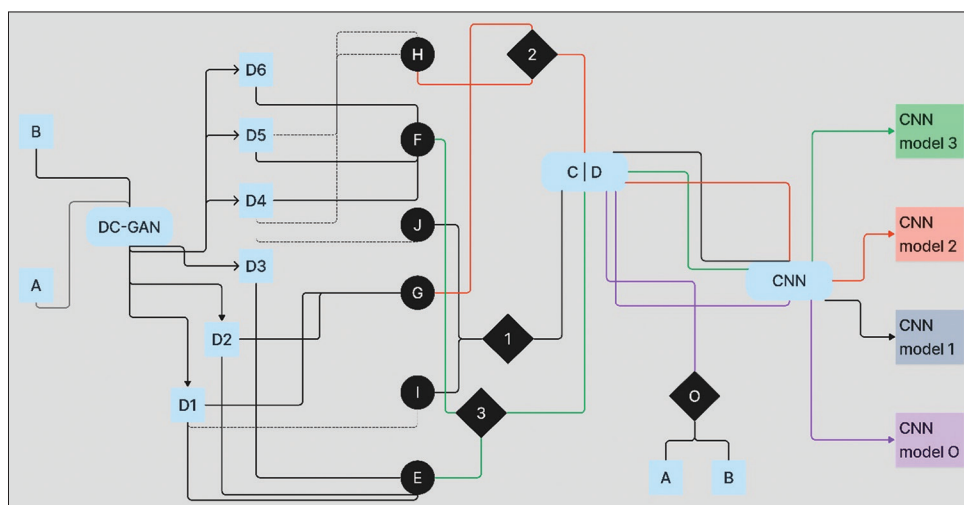 H
2
D6
CNN
model 3
B
D5
F
C | D
D4
DC-GAN
J
CNN
model 2
D3
A
G
CNN
D2
1
CNN
model 1
D1
I
3
O
CNN
model O
E
A
B